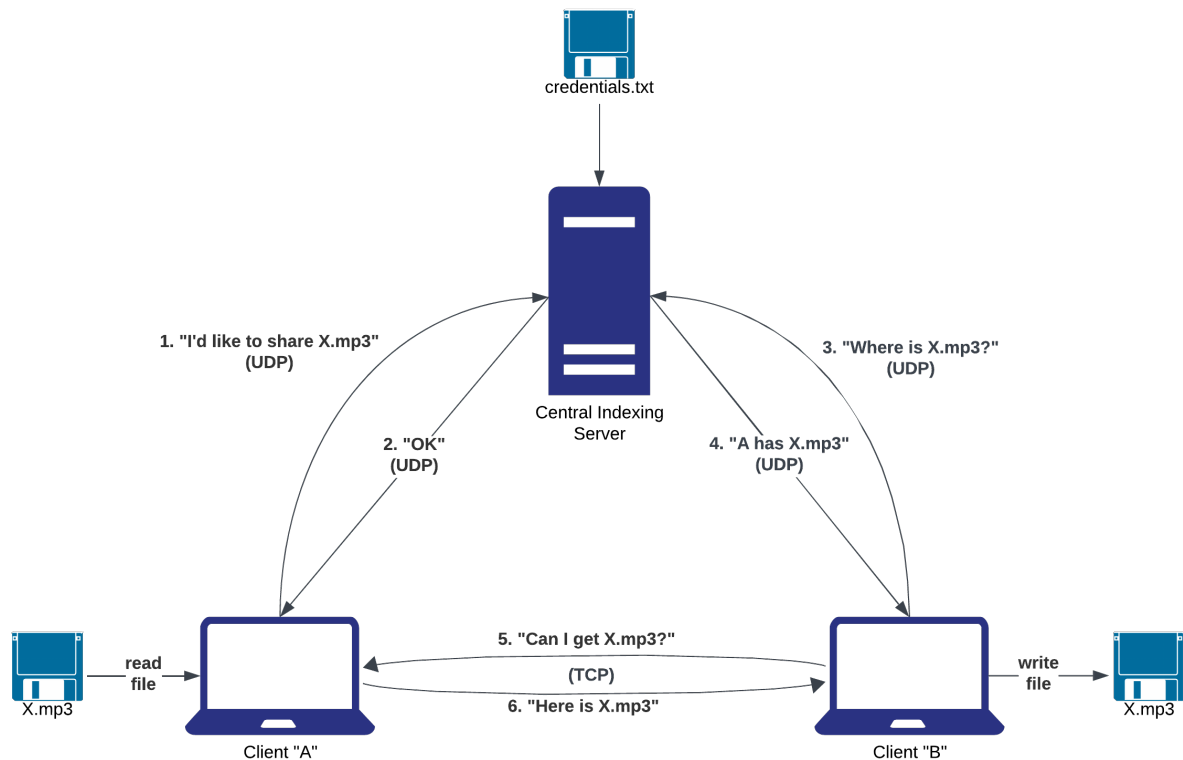 credentials.txt
1. "I'd like to share X.mp3"
(UDP)
3. "Where is X.mp3?"
(UDP)
Central Indexing
Server
2. "OK"
(UDP)
4. "A has X.mp3"
(UDP)
5. "Can I get X.mp3?"
(TCP)
6. "Here is X.mp3"
read
file
write
file
X.mp3
X.mp3
Client "A"
Client "B"